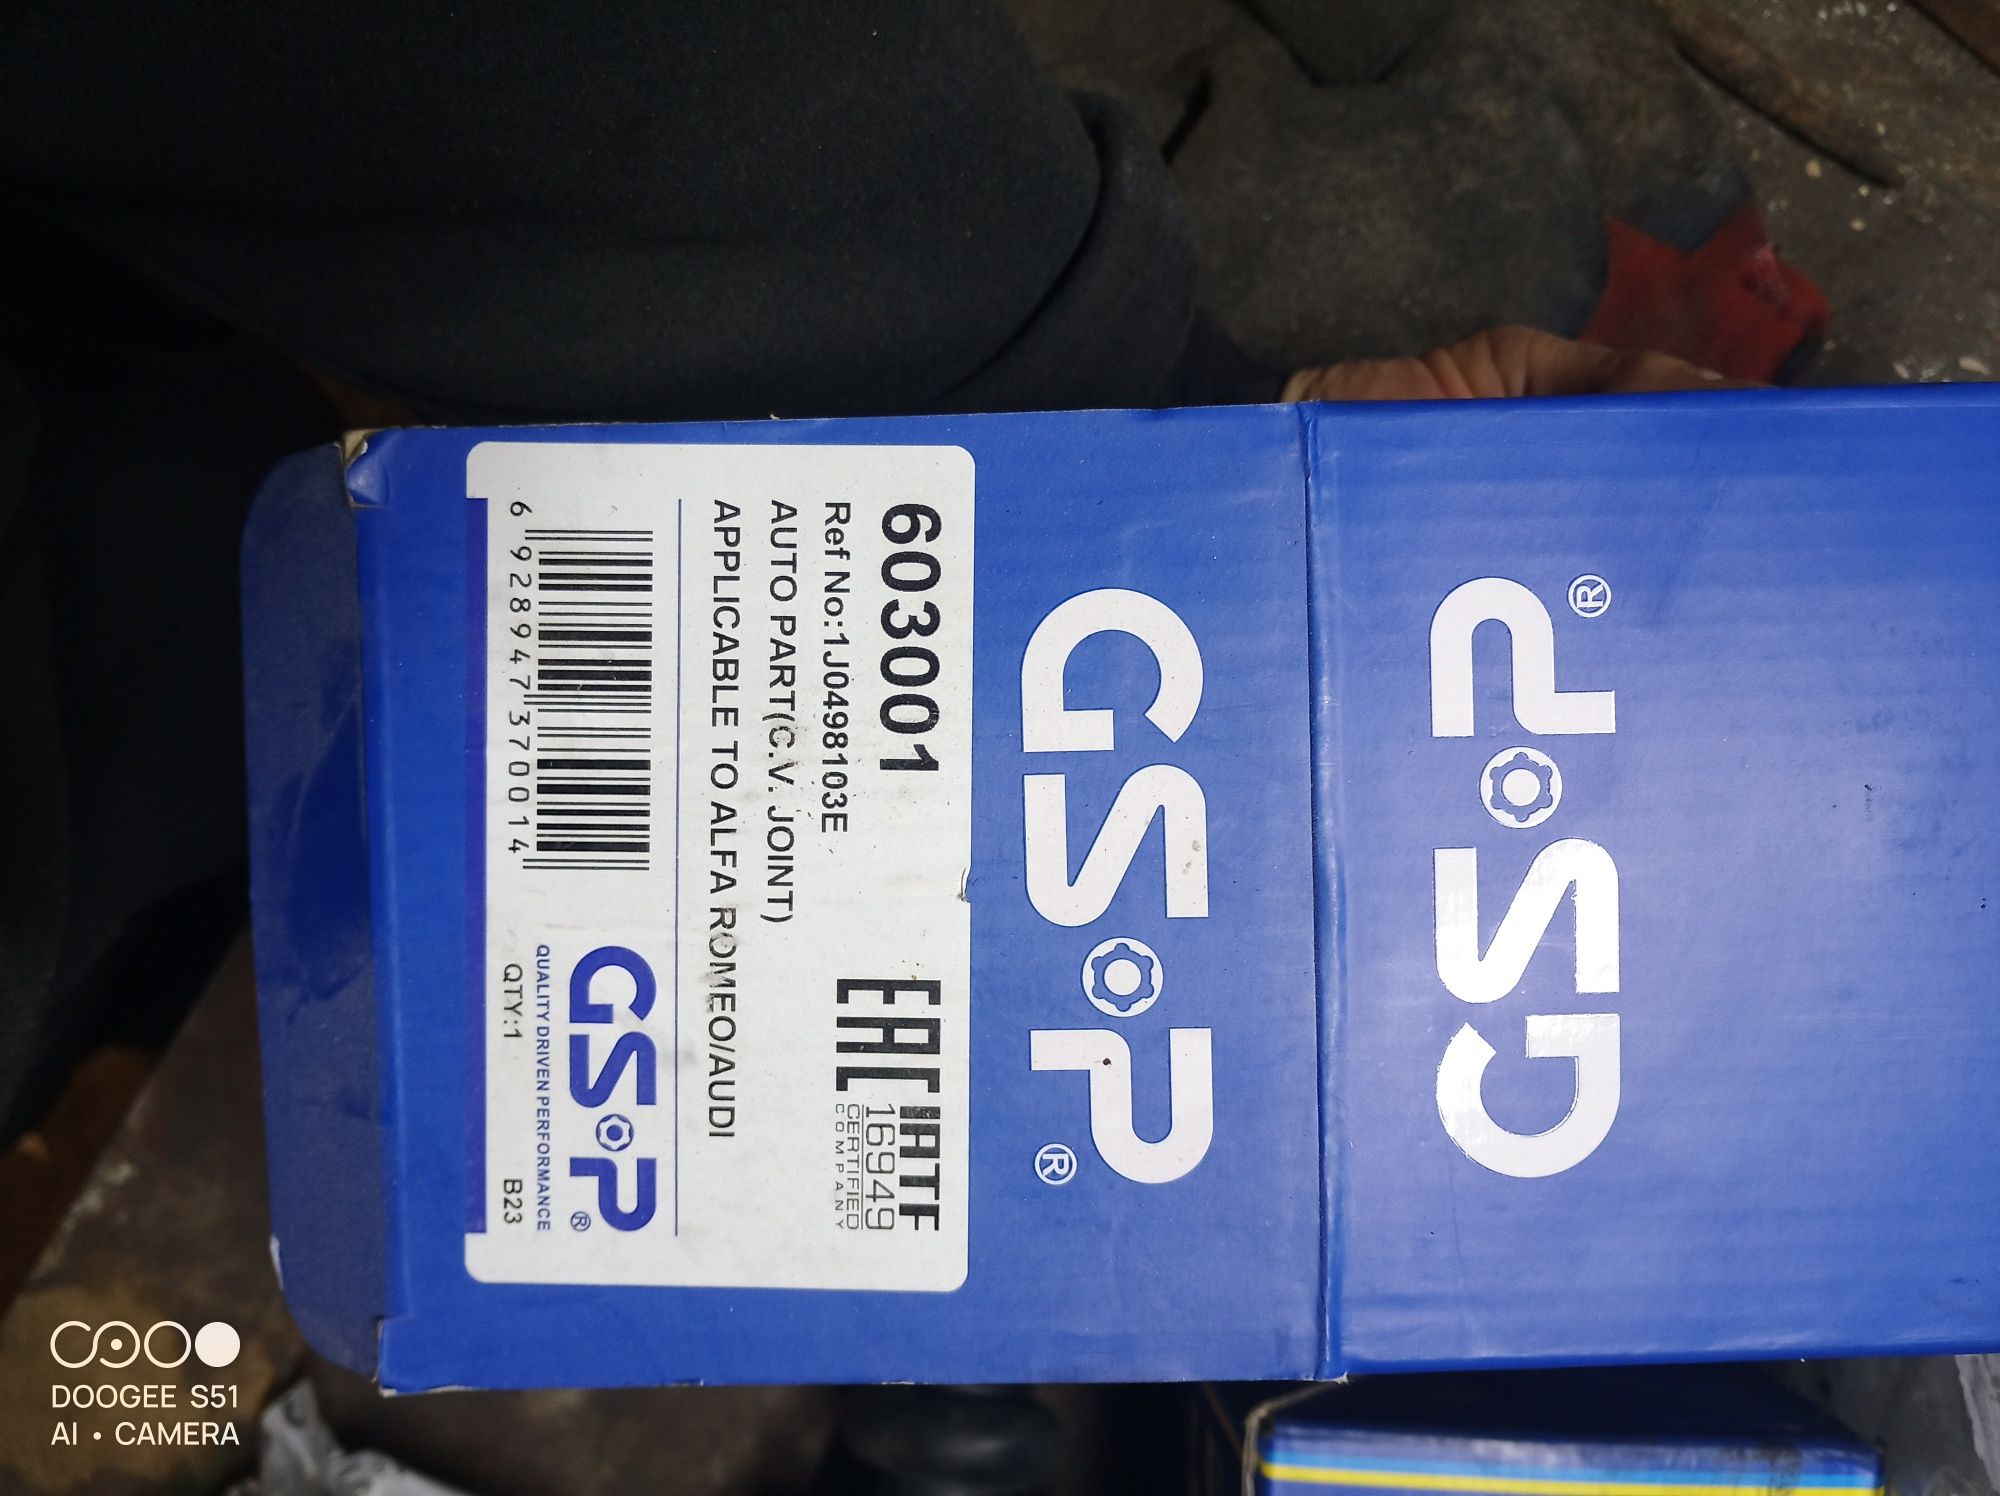 GSP®
GSP®
603001
Ref No:1J0498103E
AUTO PART(C.V. JOINT)
APPLICABLE TO ALFA ROMEO/AUDI
EAC
IATF
16949
CERTIFIED
COMPANY
6 928947 370014
GSP®
QUALITY DRIVEN PERFORMANCE
QTY:1
B23
DOOGEE S51
AI • CAMERA